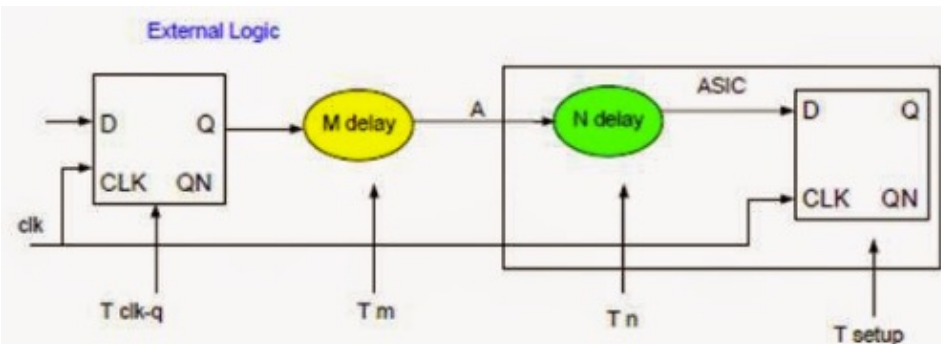 External Logic
D Q
CLK QN
M delay
A
N delay
ASIC
D Q
CLK QN
clk
T clk-q
T m
T n
T setup